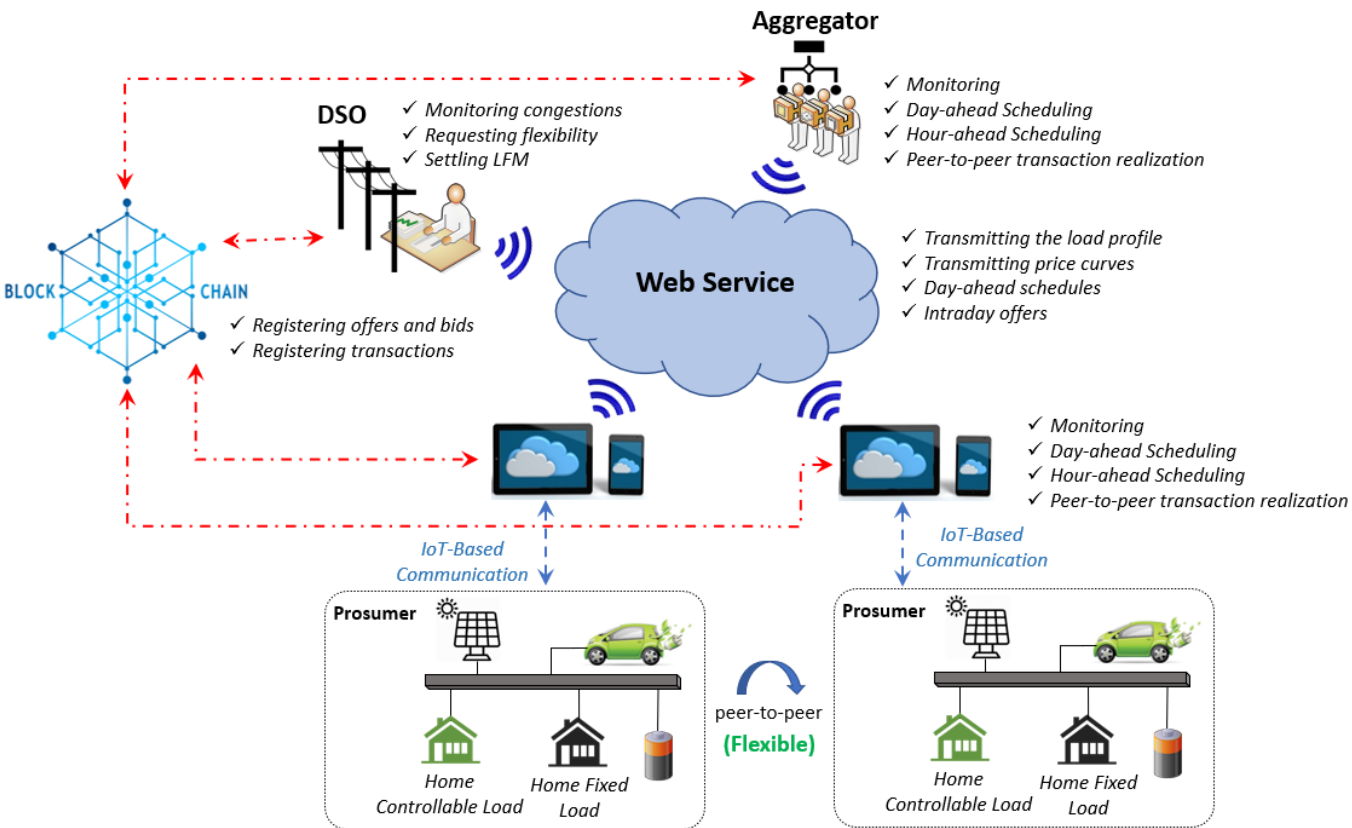 Aggregator
✓ Monitoring
✓ Day-ahead Scheduling
✓ Hour-ahead Scheduling
✓ Peer-to-peer transaction realization
DSO
✓ Monitoring congestions
✓ Requesting flexibility
✓ Settling LFM
BLOCK CHAIN
✓ Registering offers and bids
✓ Registering transactions
Web Service
✓ Transmitting the load profile
✓ Transmitting price curves
✓ Day-ahead schedules
✓ Intraday offers
✓ Monitoring
✓ Day-ahead Scheduling
✓ Hour-ahead Scheduling
✓ Peer-to-peer transaction realization
IoT-Based
Communication
IoT-Based
Communication
Prosumer
Home
Controllable Load
Home Fixed
Load
peer-to-peer
(Flexible)
Prosumer
Home
Controllable Load
Home Fixed
Load